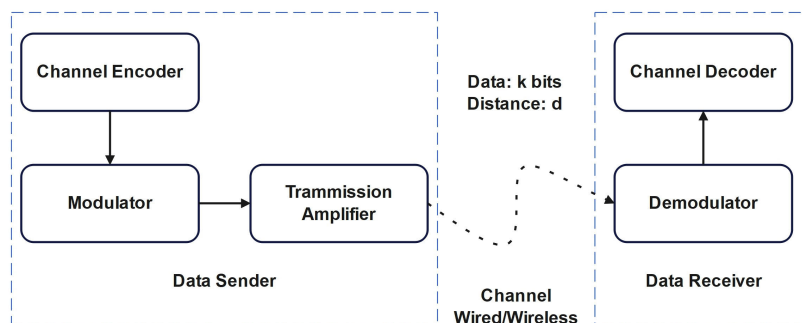 Channel Encoder
Data: k bits
Distance: d
Channel Decoder
Modulator
Trammission
Amplifier
Demodulator
Data Sender
Channel
Wired/Wireless
Data Receiver